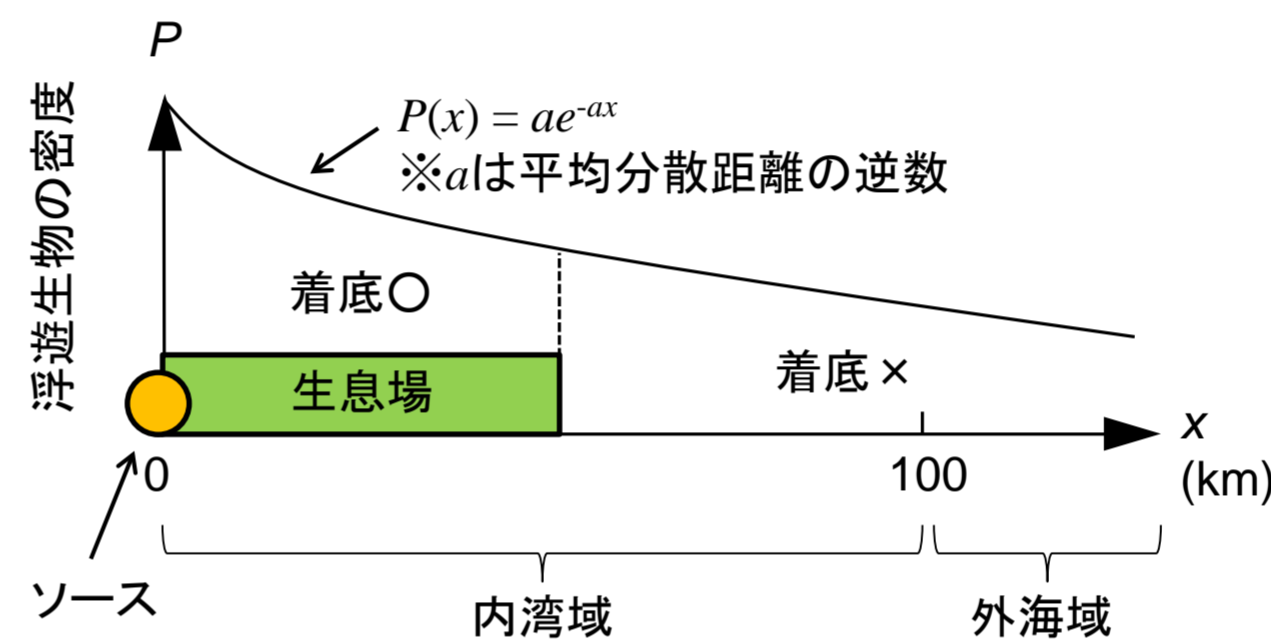 P
浮遊生物の密度
P(x) = ae^{-ax}
※aは平均分散距離の逆数
着底○
生息場
着底×
0
100
x
(km)
ソース
内湾域
外海域